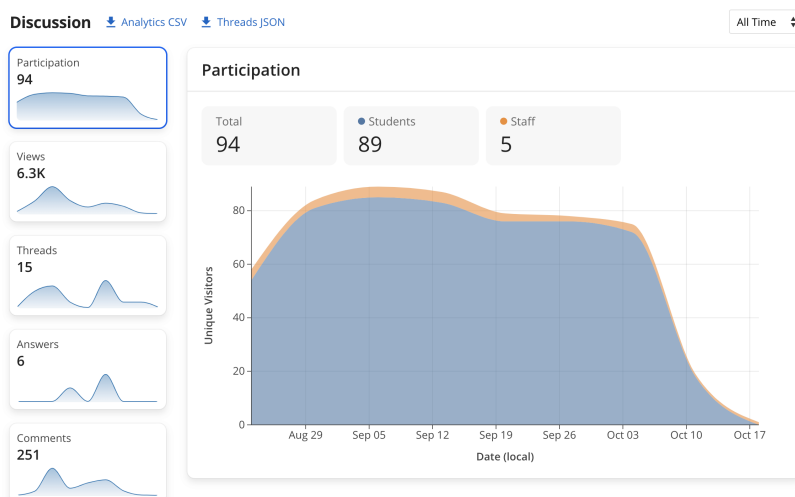 Discussion
Analytics CSV
Threads JSON
All Time
Participation
94
Views
6.3K
Threads
15
Answers
6
Comments
251
Participation
Total
94
Students
89
Staff
5
Unique Visitors
80
60
40
20
0
Aug 29 Sep 05 Sep 12 Sep 19 Sep 26 Oct 03 Oct 10 Oct 17
Date (local)